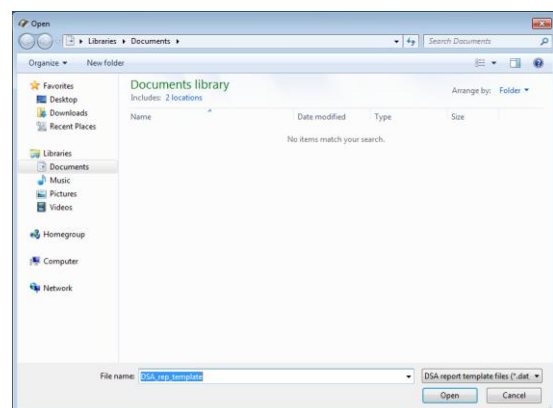 Open
Libraries ▸ Documents ▸
Search Documents
Organize ▾ New folder
Favorites
Desktop
Downloads
Recent Places
Libraries
Documents
Music
Pictures
Videos
Homegroup
Computer
Network
Documents library
Includes: 2 locations
Arrange by: Folder ▾
Name Date modified Type Size
No items match your search.
File name: DSA_rep_template
DSA report template files (*.dat
Open Cancel